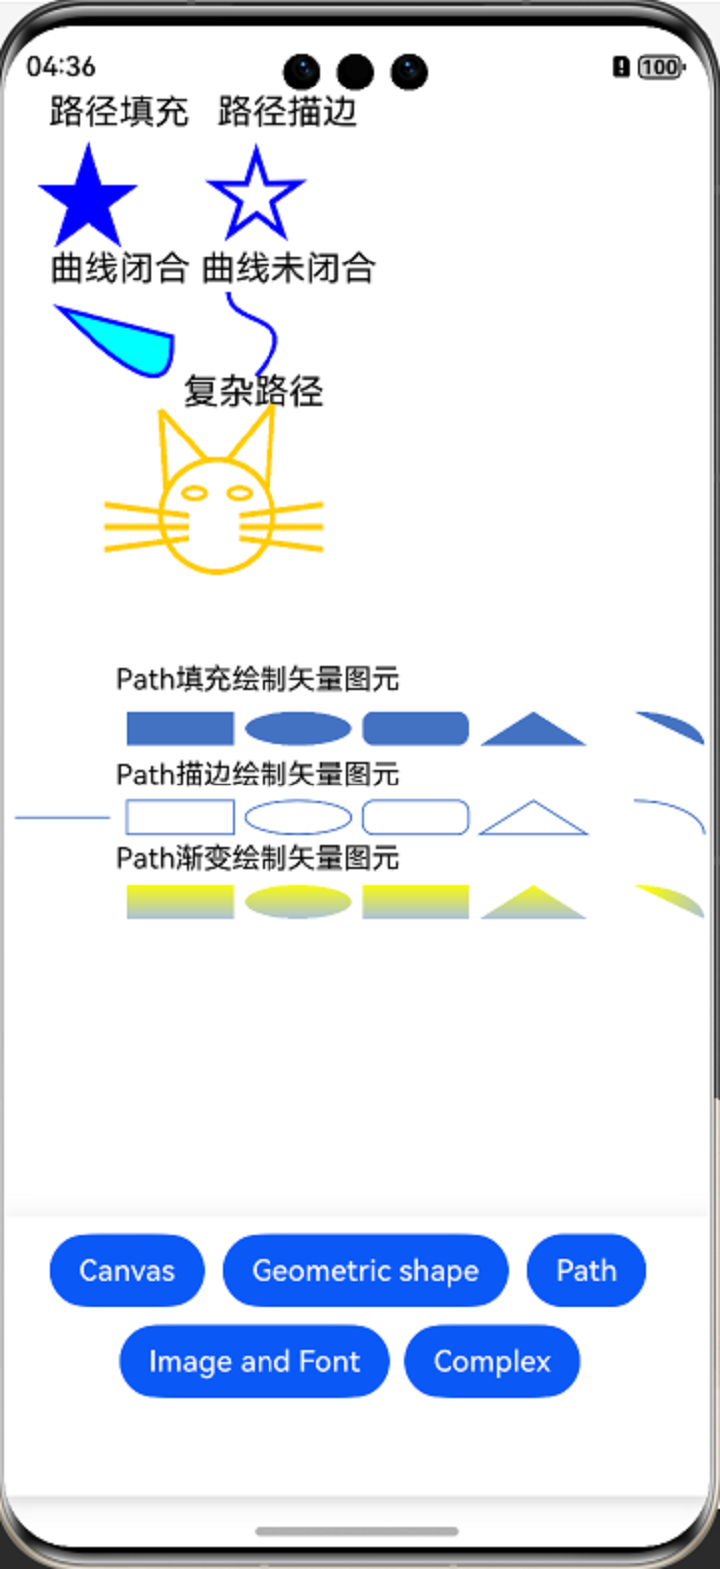 04:36 100
路径填充 路径描边
曲线闭合 曲线未闭合
复杂路径
Path填充绘制矢量图元
Path描边绘制矢量图元
Path渐变绘制矢量图元
Canvas Geometric shape Path
Image and Font Complex